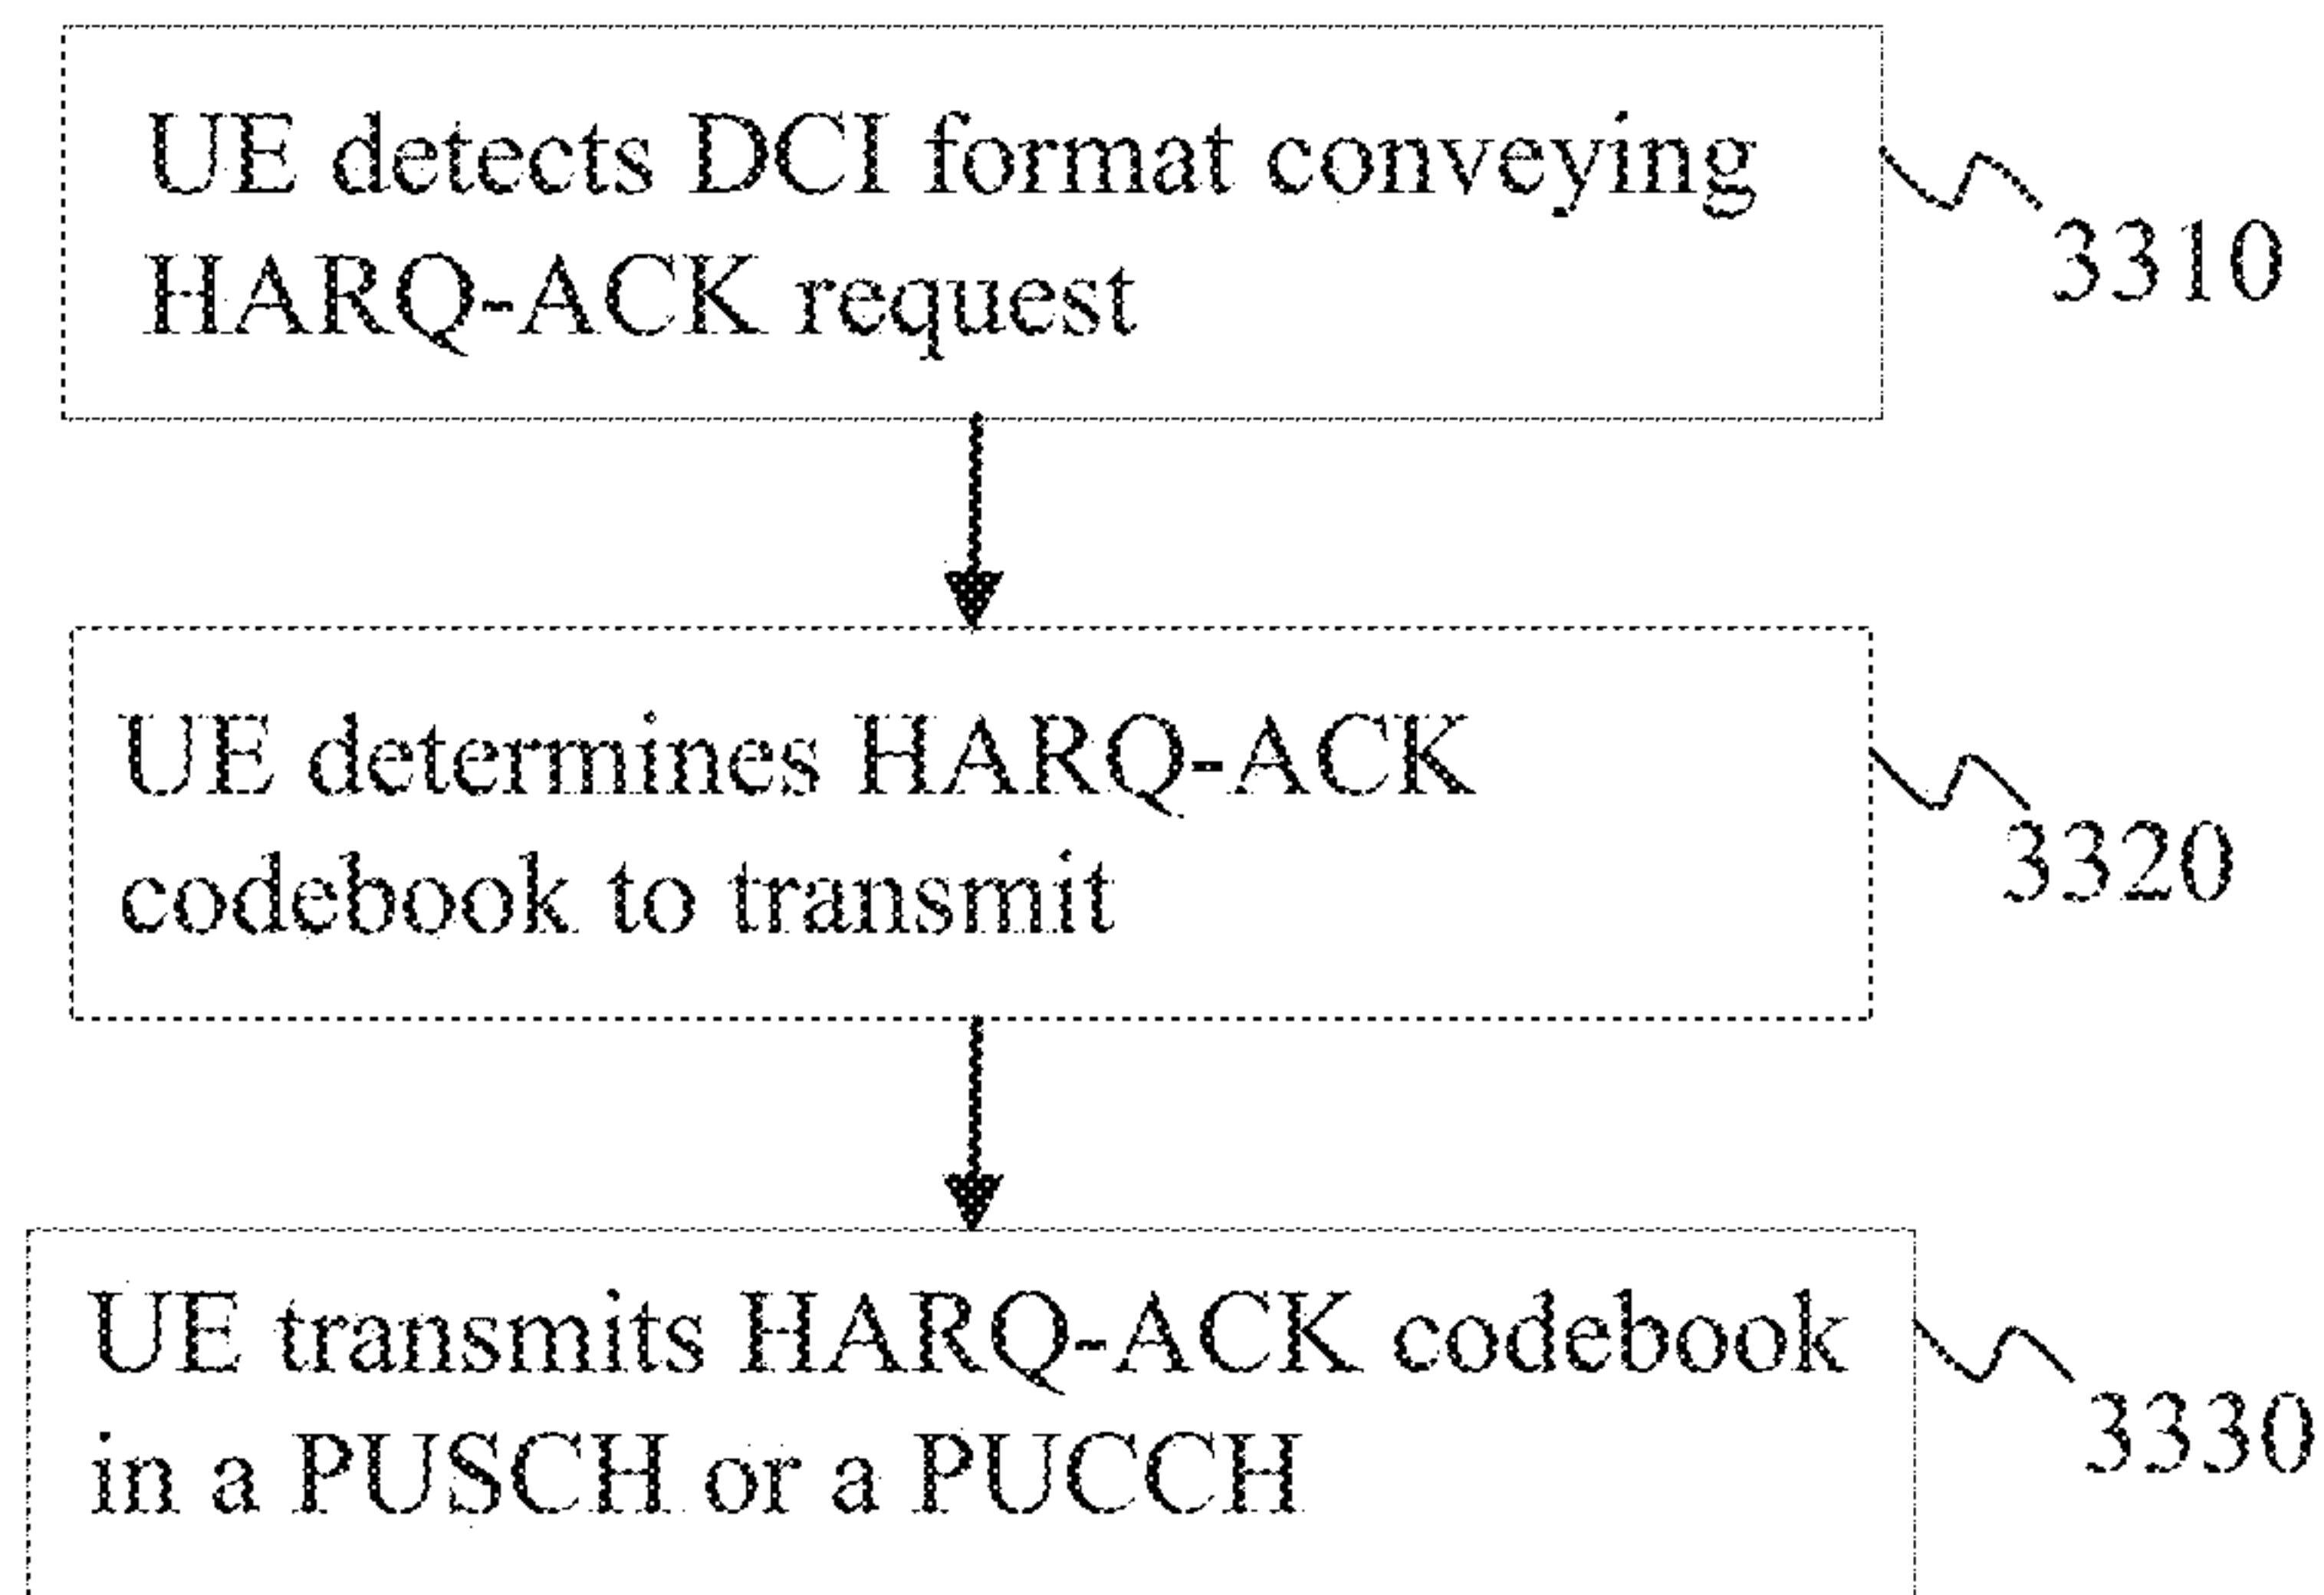 UE detects DCI format conveying
HARQ-ACK request
3310
UE determines HARQ-ACK
codebook to transmit
3320
UE transmits HARQ-ACK codebook
in a PUSCH or a PUCCH
3330